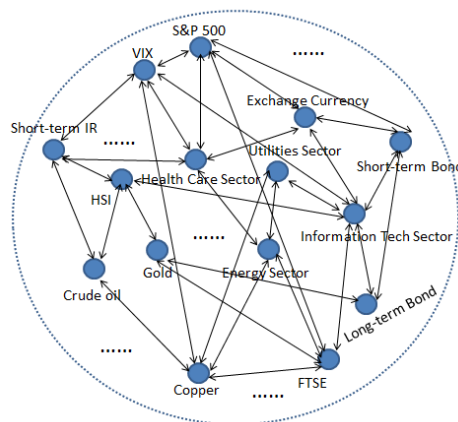 S&P 500
......
VIX
Exchange Currency
Short-term IR
......
Utilities Sector
Health Care Sector
Short-term Bond
HSI
......
Information Tech Sector
Gold
Energy Sector
Crude oil
Long-term Bond
......
Copper
......
FTSE